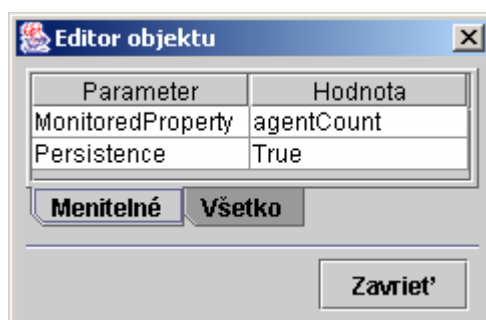 Editor objektu
Parameter Hodnota
MonitoredProperty agentCount
Persistence True
Menitelné Všetko
Zavrieť